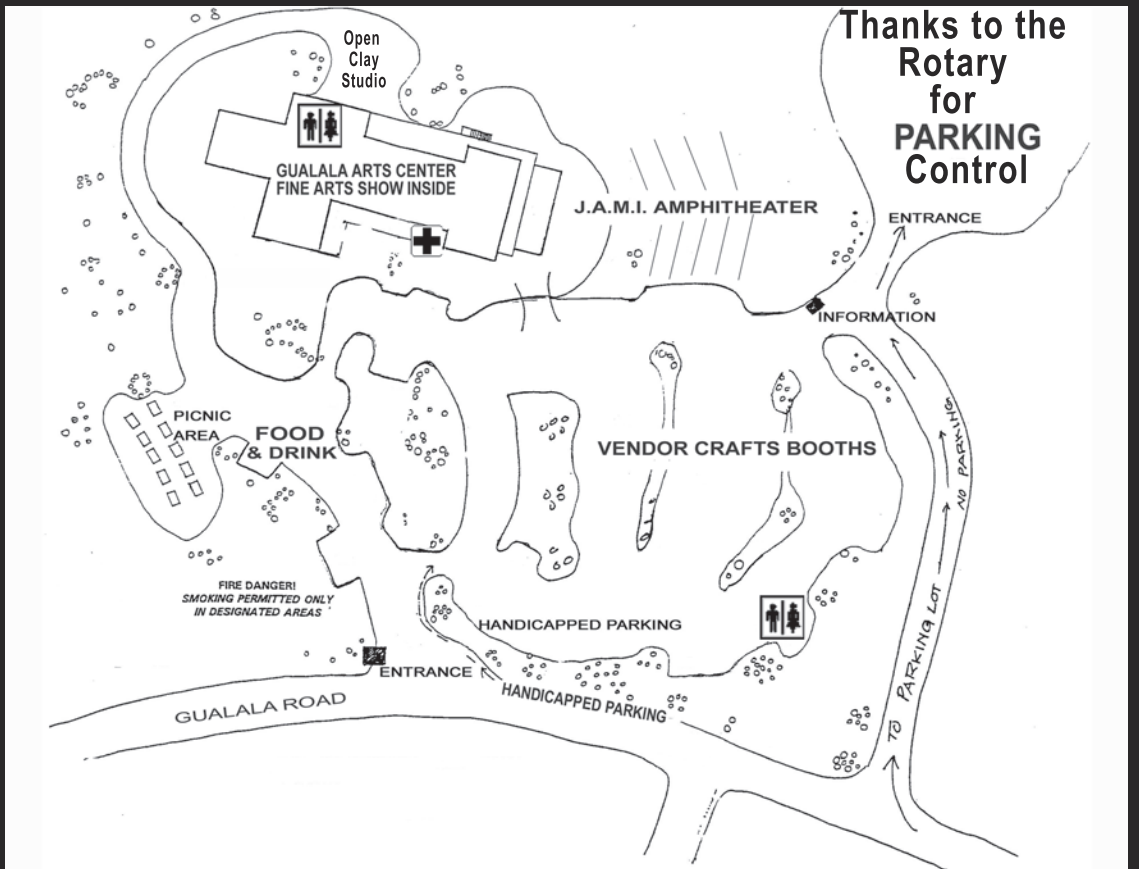 Thanks to the
Rotary
for
PARKING
Control
Open
Clay
Studio
GUALALA ARTS CENTER
FINE ARTS SHOW INSIDE
J.A.M.I. AMPHITHEATER
ENTRANCE
INFORMATION
PICNIC
AREA
FOOD
& DRINK
VENDOR CRAFTS BOOTHS
NO PARKING
NO PARKING
FIRE DANGER!
SMOKING PERMITTED ONLY
IN DESIGNATED AREAS
HANDICAPPED PARKING
ENTRANCE
HANDICAPPED PARKING
GUALALA ROAD
TO PARKING LOT